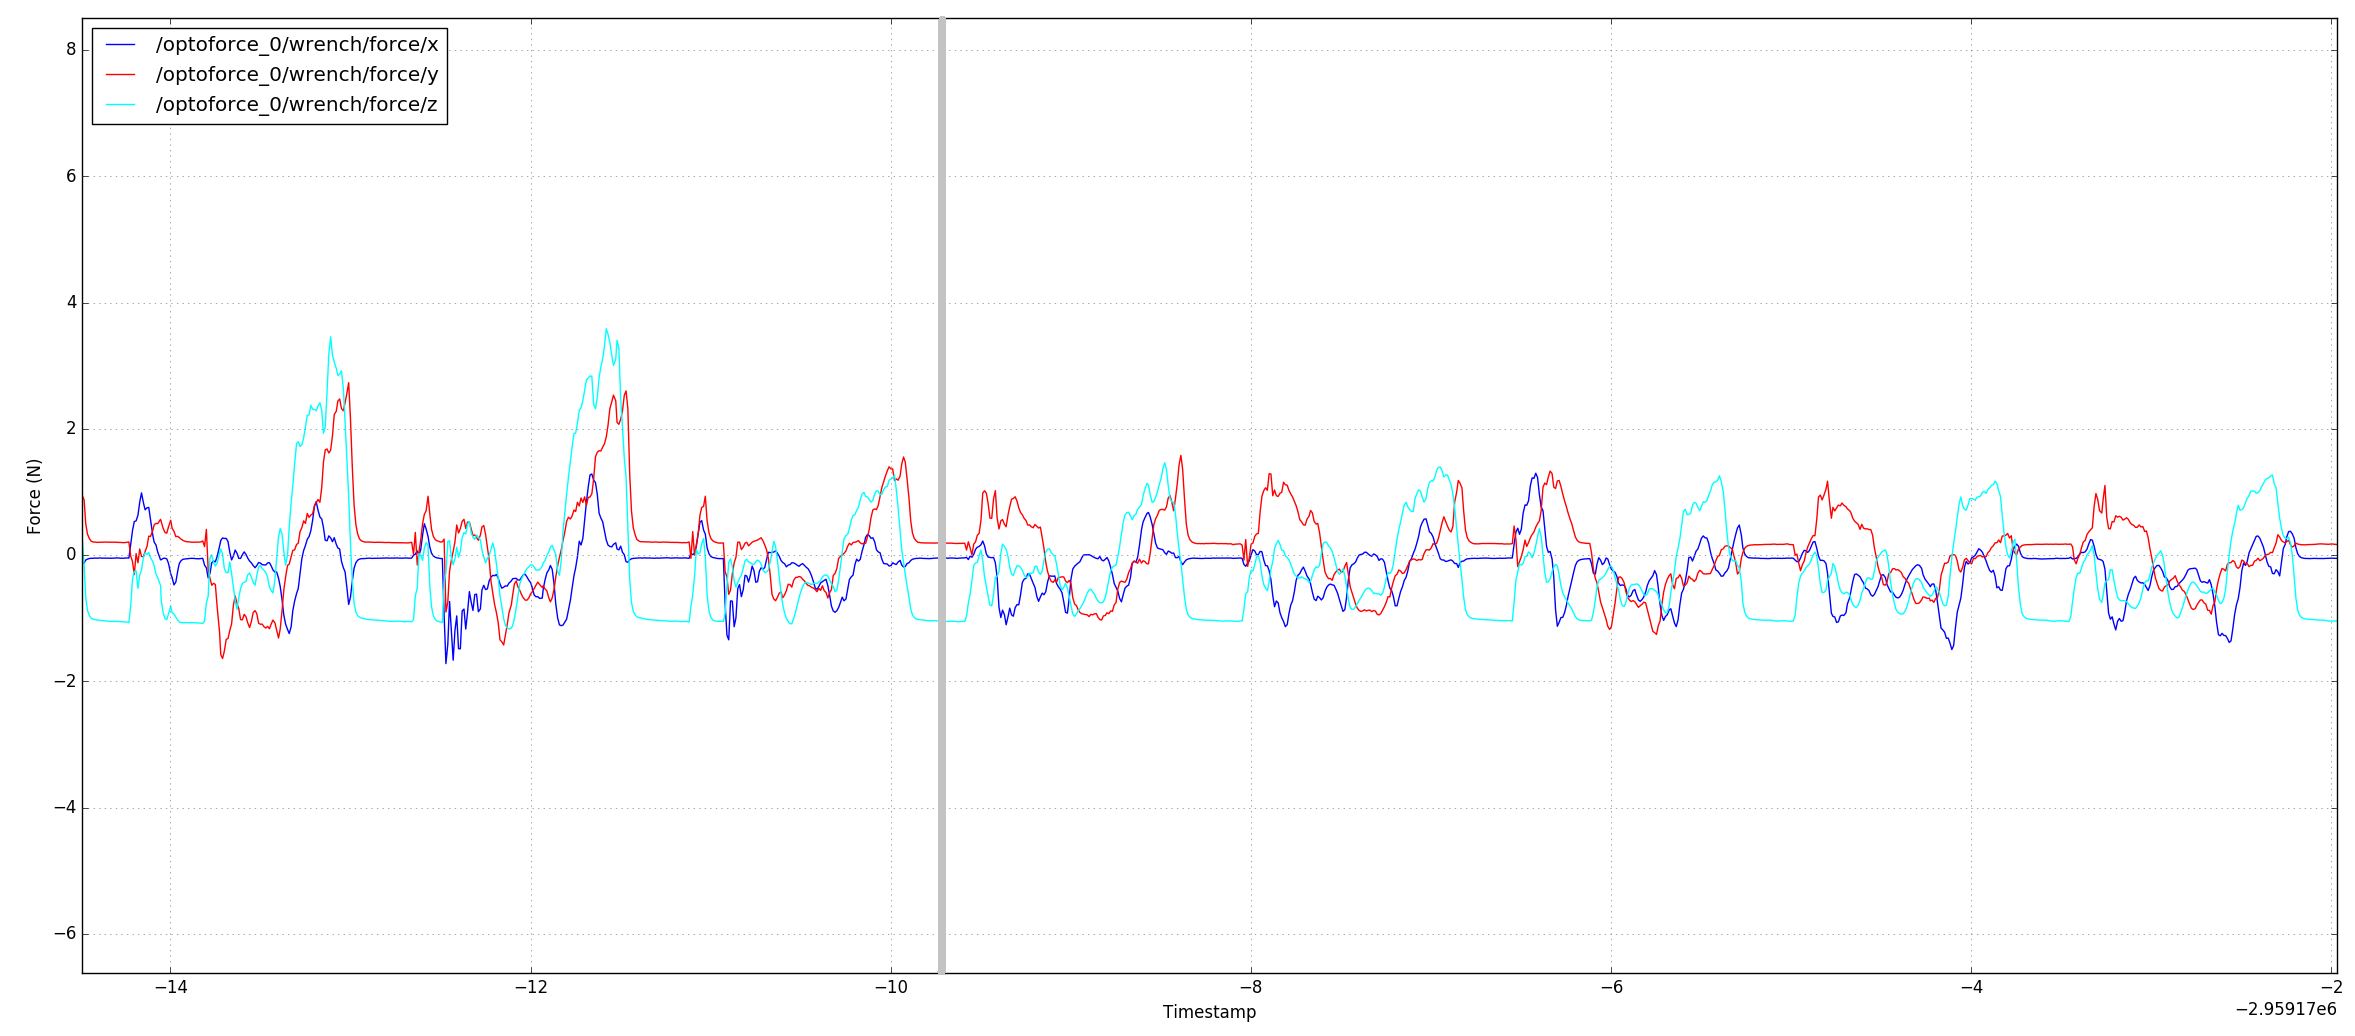 /optoforce_0/wrench/force/x
/optoforce_0/wrench/force/y
/optoforce_0/wrench/force/z
8
6
4
2
0
−2
−4
−6
Force (N)
−14 −12 −10 −8 −6 −4 −2
Timestamp
−2.95917e6